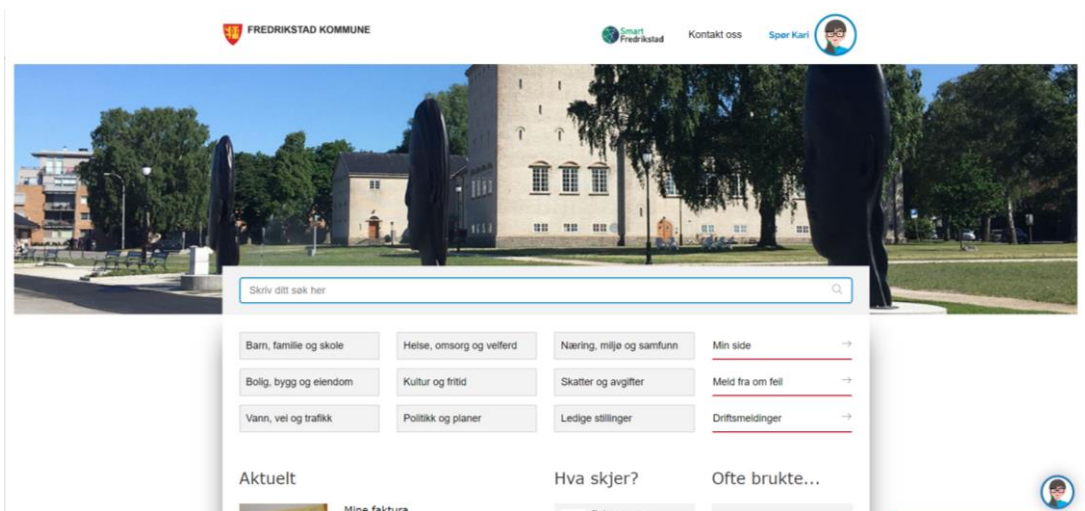 FREDRIKSTAD KOMMUNE
Smart
Fredrikstad
Kontakt oss
Spør Kari
Skriv ditt søk her
Barn, familie og skole
Helse, omsorg og velferd
Næring, miljø og samfunn
Min side
Bolig, bygg og eiendom
Kultur og fritid
Skatter og avgifter
Meld fra om feil
Vann, vei og trafikk
Politikk og planer
Ledige stillinger
Driftsmeldinger
Aktuelt
Hva skjer?
Ofte brukte...
Mine faktura